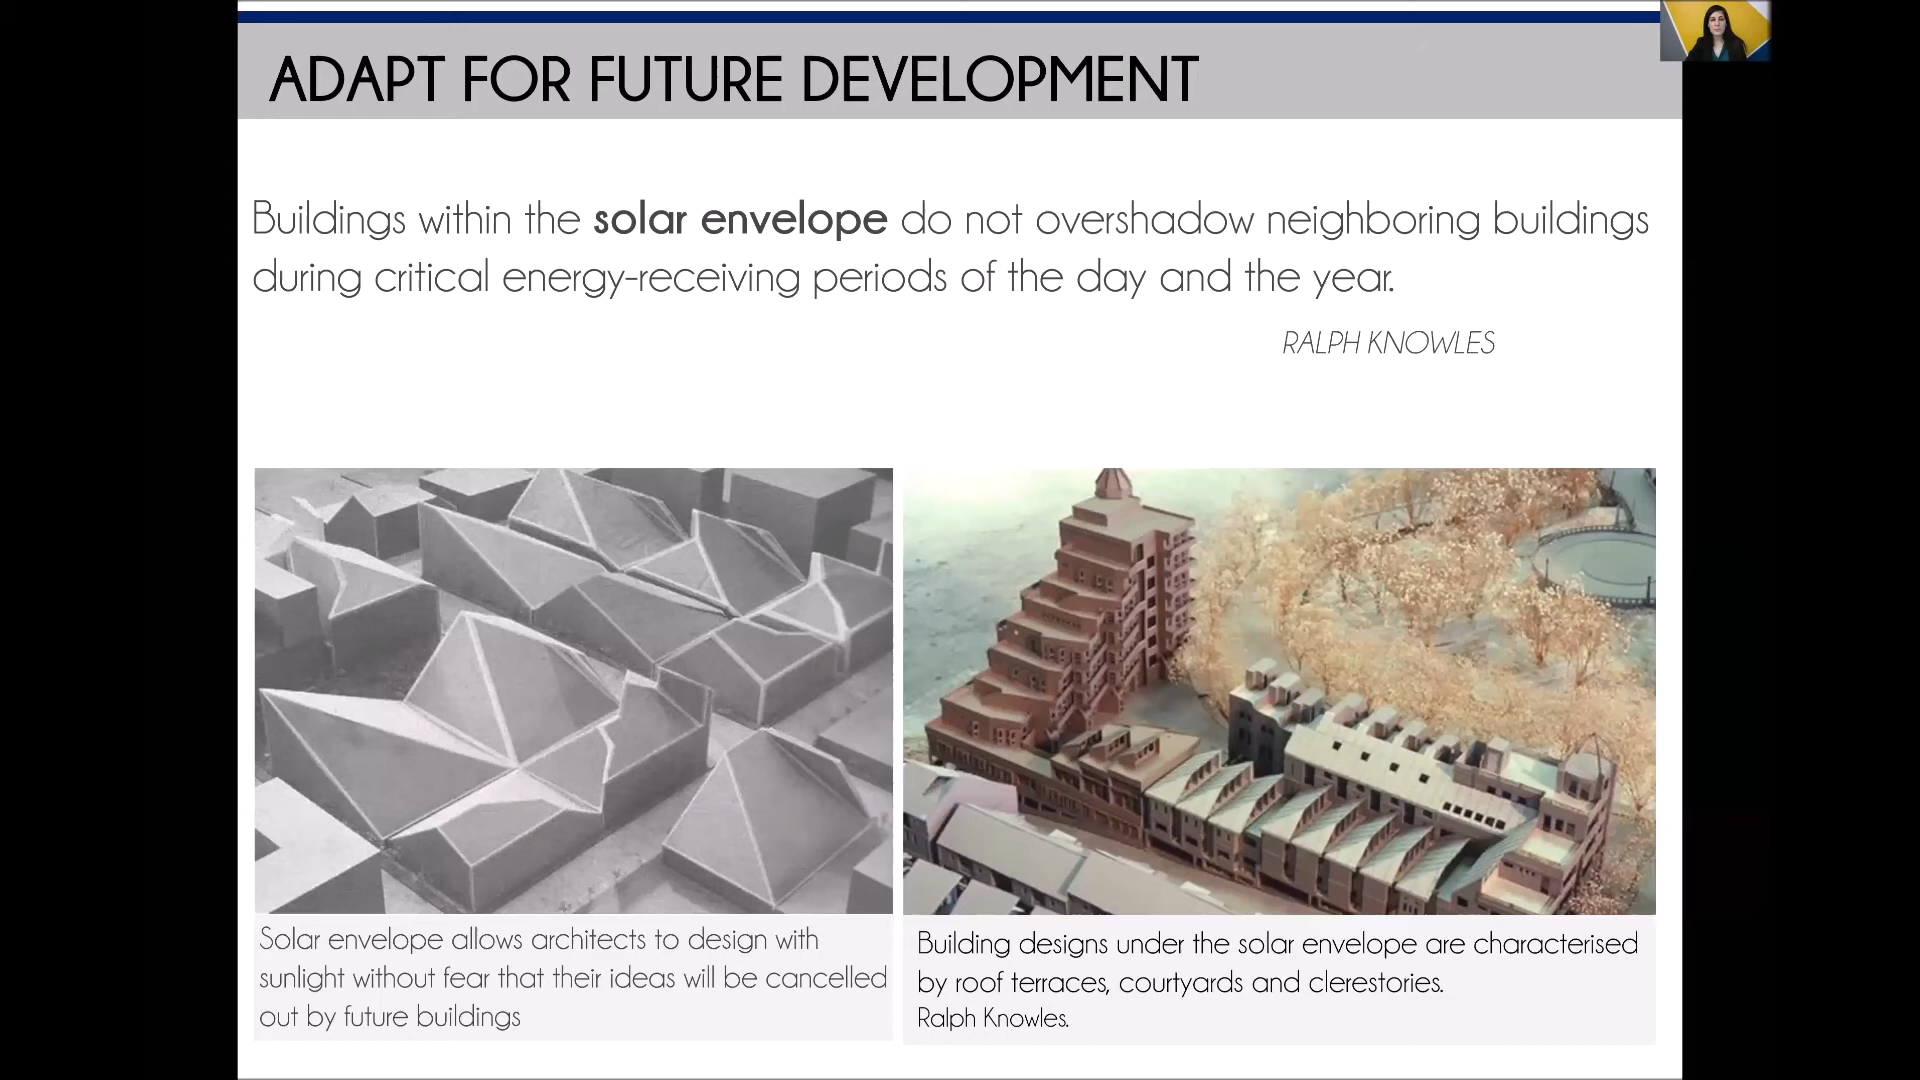 ADAPT FOR FUTURE DEVELOPMENT
Buildings within the solar envelope do not overshadow neighboring buildings
during critical energy-receiving periods of the day and the year.
RALPH KNOWLES
Solar envelope allows architects to design with
sunlight without fear that their ideas will be cancelled
out by future buildings
Building designs under the solar envelope are characterised
by roof terraces, courtyards and clerestories.
Ralph Knowles.